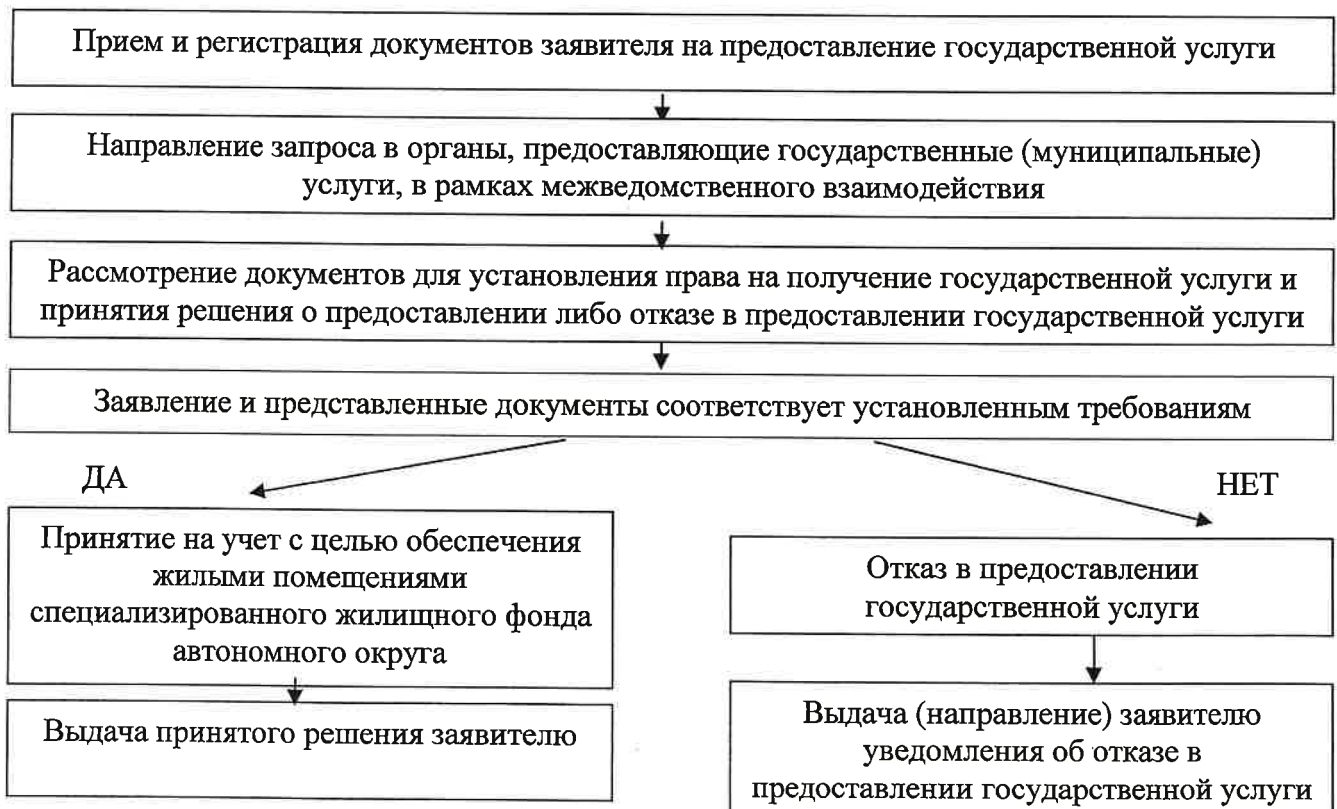 Прием и регистрация документов заявителя на предоставление государственной услуги
Направление запроса в органы, предоставляющие государственные (муниципальные)
услуги, в рамках межведомственного взаимодействия
Рассмотрение документов для установления права на получение государственной услуги и
принятия решения о предоставлении либо отказе в предоставлении государственной услуги
Заявление и представленные документы соответствует установленным требованиям
ДА
НЕТ
Принятие на учет с целью обеспечения
жилыми помещениями
специализированного жилищного фонда
автономного округа
Отказ в предоставлении
государственной услуги
Выдача принятого решения заявителю
Выдача (направление) заявителю
уведомления об отказе в
предоставлении государственной услуги